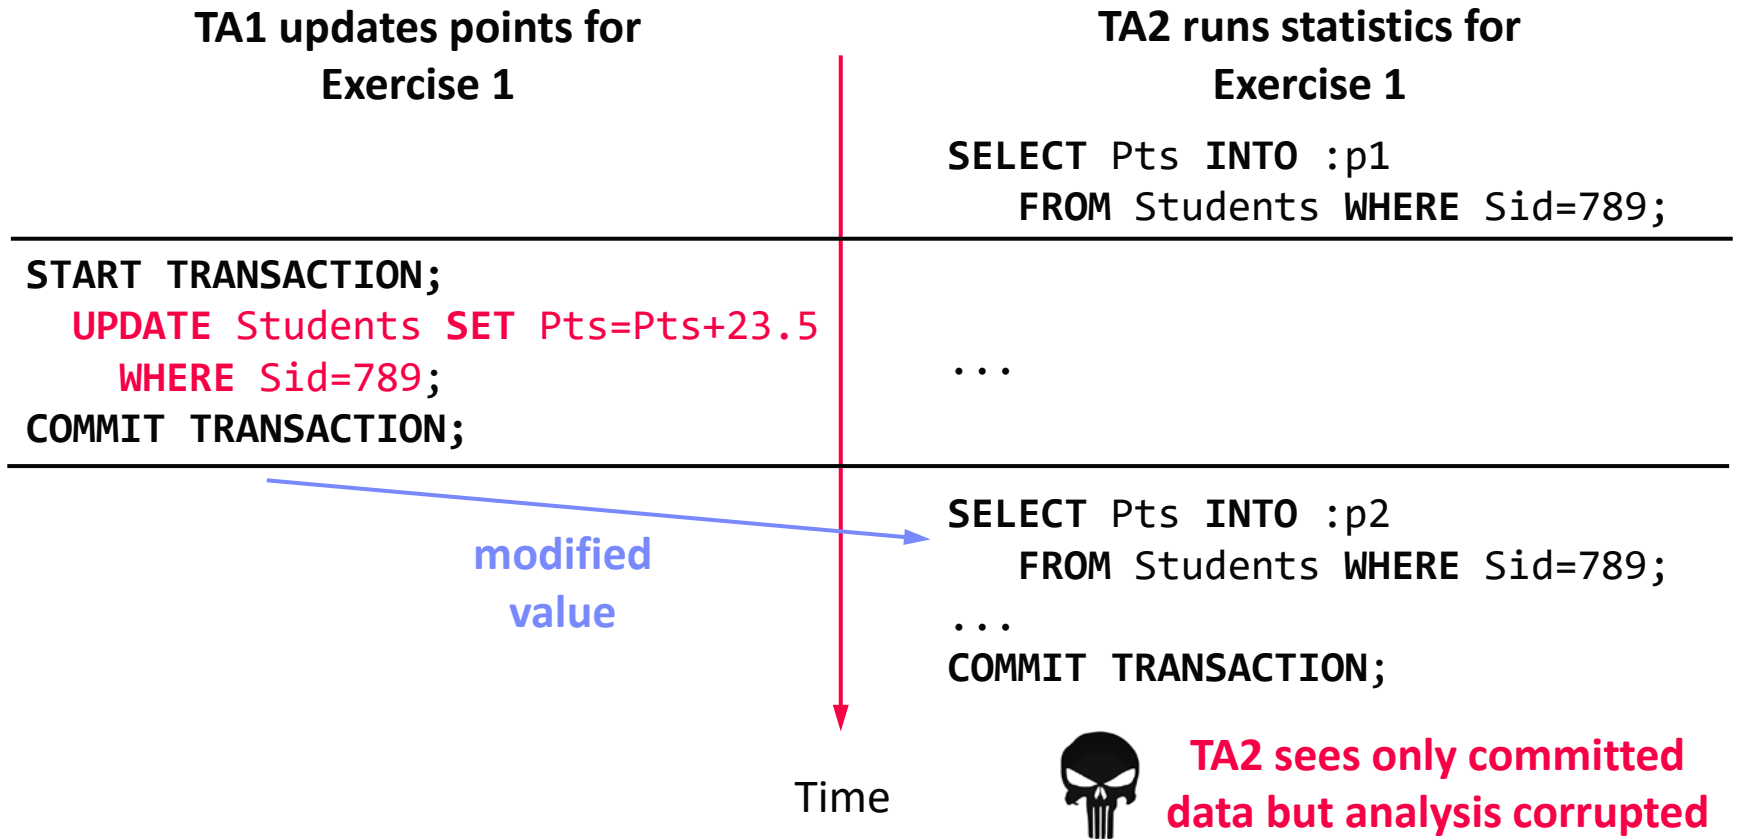 TA1 updates points for
Exercise 1
TA2 runs statistics for
Exercise 1
SELECT Pts INTO :p1
FROM Students WHERE Sid=789;
START TRANSACTION;
UPDATE Students SET Pts=Pts+23.5
WHERE Sid=789;
COMMIT TRANSACTION;
...
modified
value
SELECT Pts INTO :p2
FROM Students WHERE Sid=789;
...
COMMIT TRANSACTION;
Time
TA2 sees only committed
data but analysis corrupted